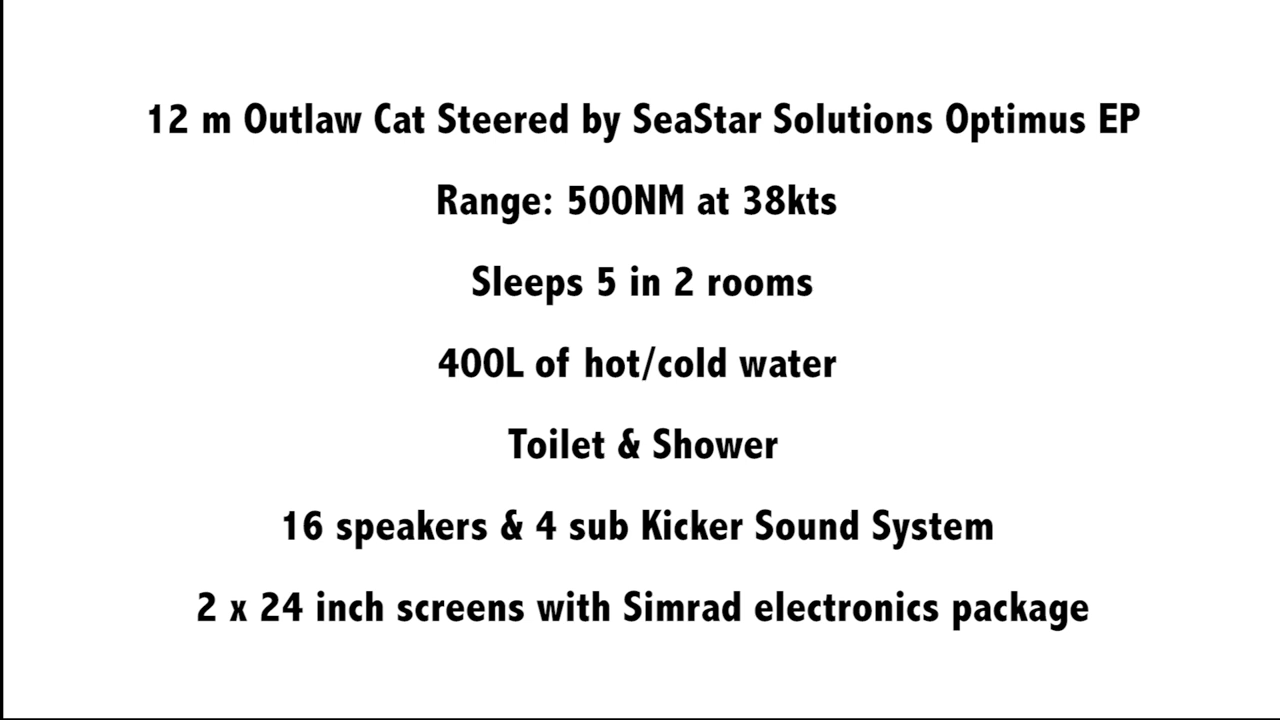 12 m Outlaw Cat Steered by SeaStar Solutions Optimus EP
Range: 500NM at 38kts
Sleeps 5 in 2 rooms
400L of hot/cold water
Toilet & Shower
16 speakers & 4 sub Kicker Sound System
2 x 24 inch screens with Simrad electronics package